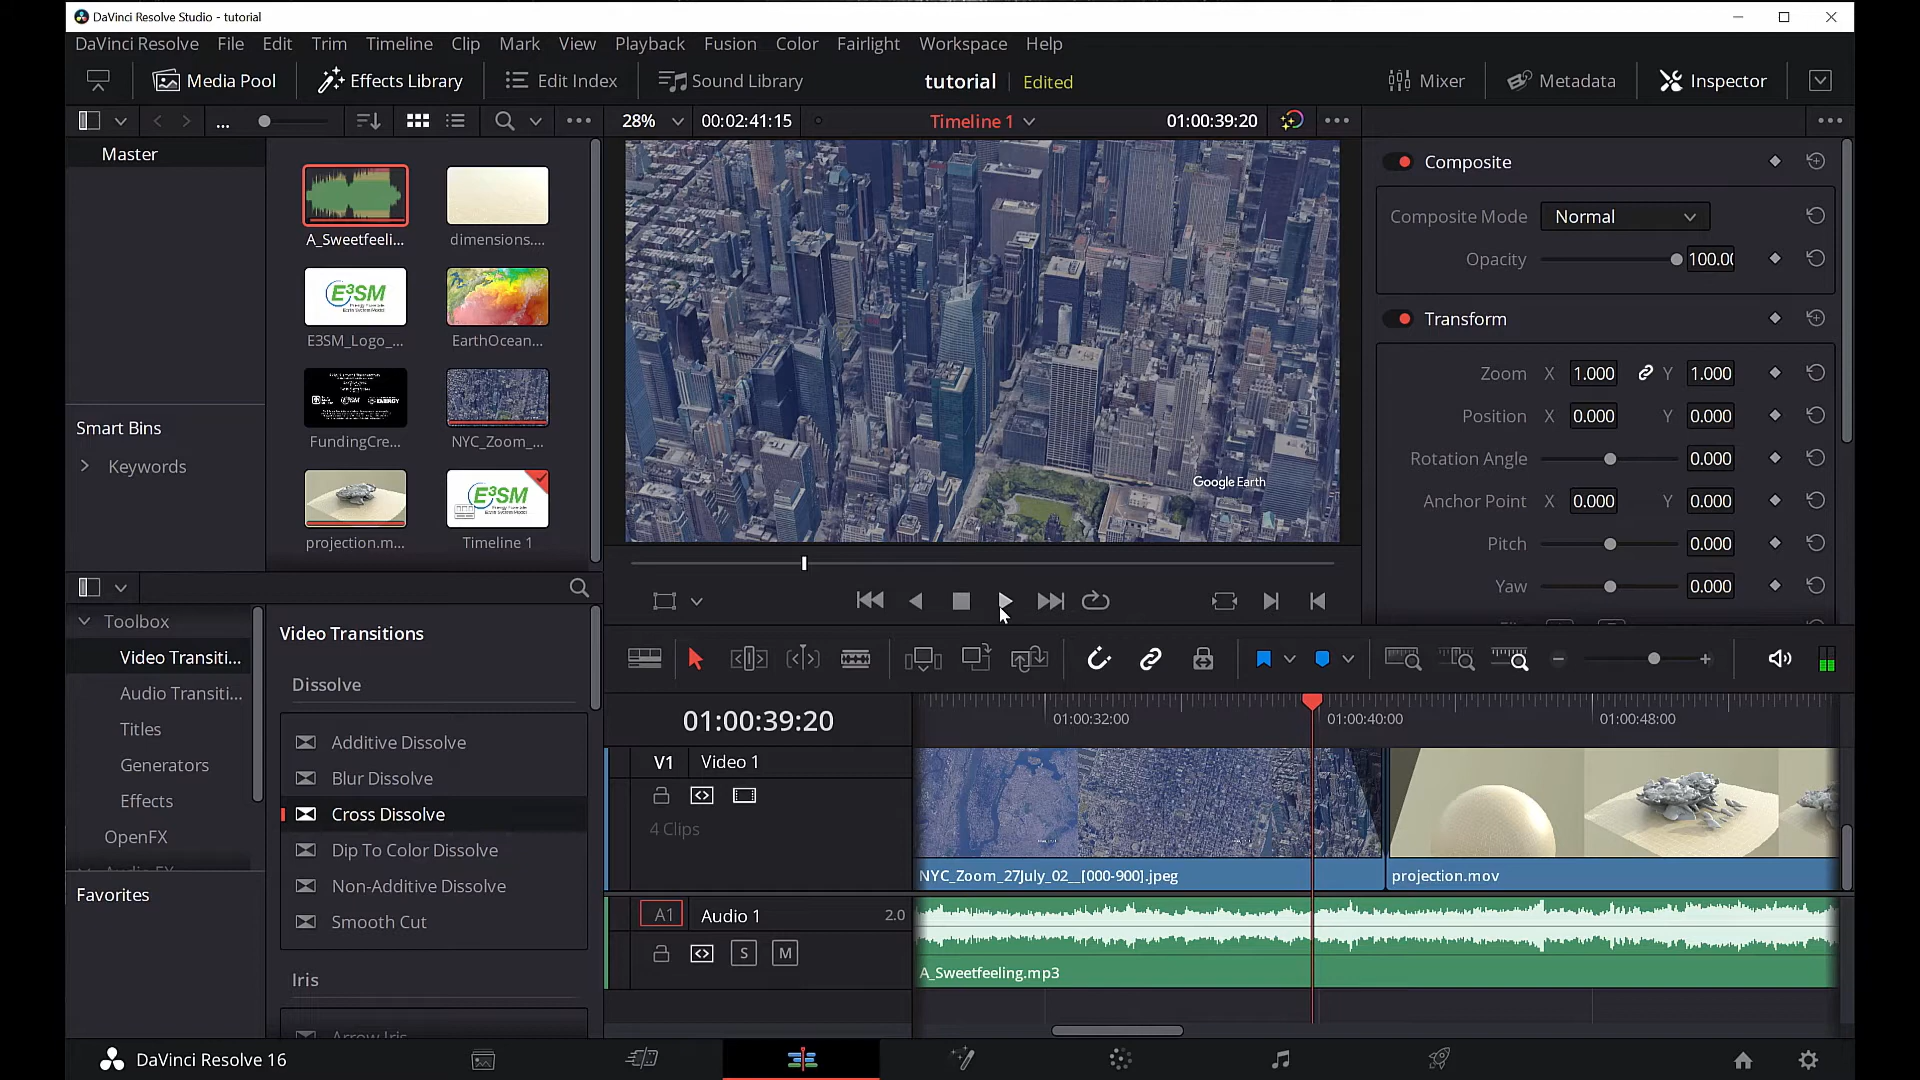 DaVinci Resolve Studio - tutorial
DaVinci Resolve File Edit Trim Timeline Clip Mark View Playback Fusion Color Fairlight Workspace Help
Media Pool Effects Library Edit Index Sound Library tutorial Edited Mixer Metadata Inspector
... 28% 00:02:41:15 Timeline 1 01:00:39:20
Master
A_Sweetfeeli... dimensions....
E3SM_Logo_... EarthOcean...
FundingCre... NYC_Zoom_...
projection.m... Timeline 1
E³SM
E³SM
Smart Bins
Keywords
Google Earth
Composite
Composite Mode Normal
Opacity 100.00
Transform
Zoom X 1.000 Y 1.000
Position X 0.000 Y 0.000
Rotation Angle 0.000
Anchor Point X 0.000 Y 0.000
Pitch 0.000
Yaw 0.000
Toolbox
Video Transiti...
Audio Transiti...
Titles
Generators
Effects
OpenFX
Favorites
Video Transitions
Dissolve
Additive Dissolve
Blur Dissolve
Cross Dissolve
Dip To Color Dissolve
Non-Additive Dissolve
Smooth Cut
Iris
Arrow Iris
01:00:39:20
01:00:32:00 01:00:40:00 01:00:48:00
V1 Video 1
4 Clips
NYC_Zoom_27July_02__[000-900].jpeg
projection.mov
A1 Audio 1 2.0
S M
A_Sweetfeeling.mp3
DaVinci Resolve 16